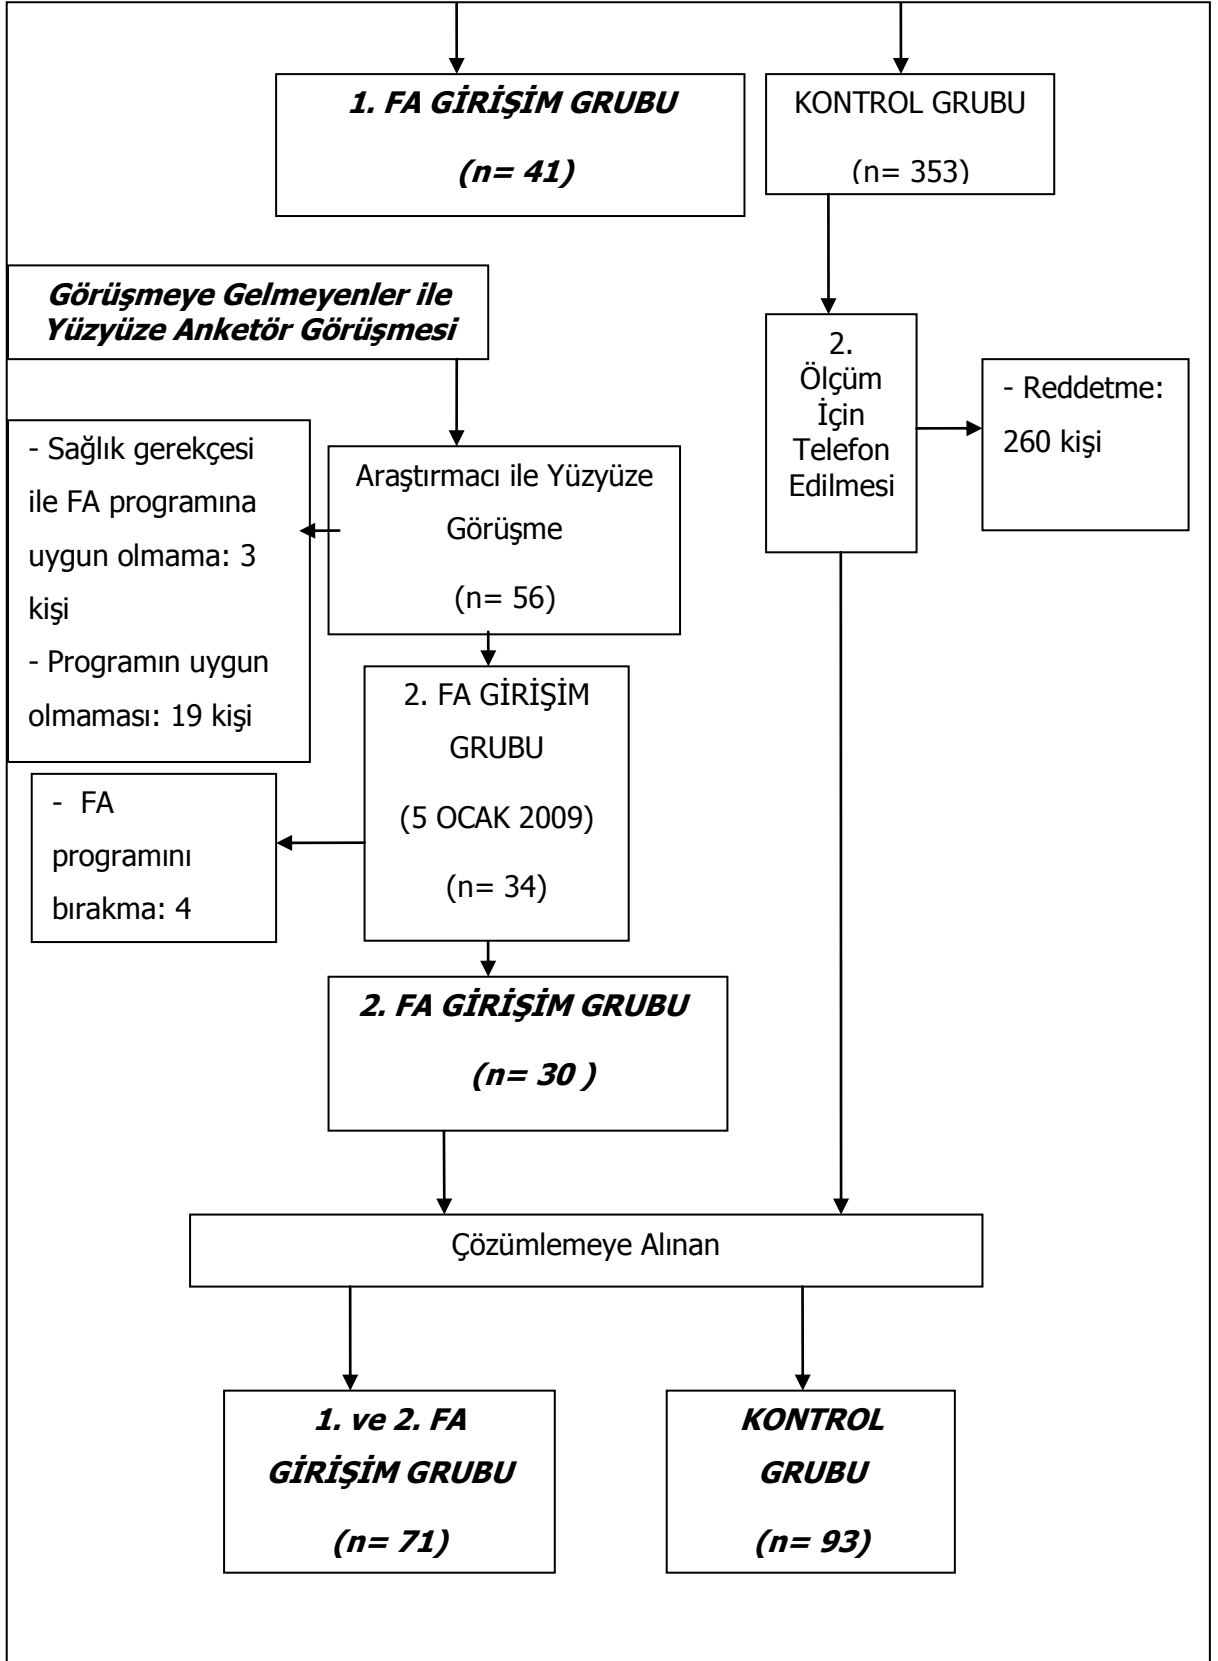 1. FA GİRİŞİM GRUBU
(n= 41)
KONTROL GRUBU
(n= 353)
Görüşmeye Gelmeyenler ile
Yüzyüze Anketör Görüşmesi
2.
Ölçüm
İçin
Telefon
Edilmesi
- Reddetme:
260 kişi
- Sağlık gerekçesi
ile FA programına
uygun olmama: 3
kişi
- Programın uygun
olmaması: 19 kişi
Araştırmacı ile Yüzyüze
Görüşme
(n= 56)
2. FA GİRİŞİM
GRUBU
(5 OCAK 2009)
(n= 34)
- FA
programını
bırakma: 4
2. FA GİRİŞİM GRUBU
(n= 30 )
Çözümlemeye Alınan
1. ve 2. FA
GİRİŞİM GRUBU
(n= 71)
KONTROL
GRUBU
(n= 93)